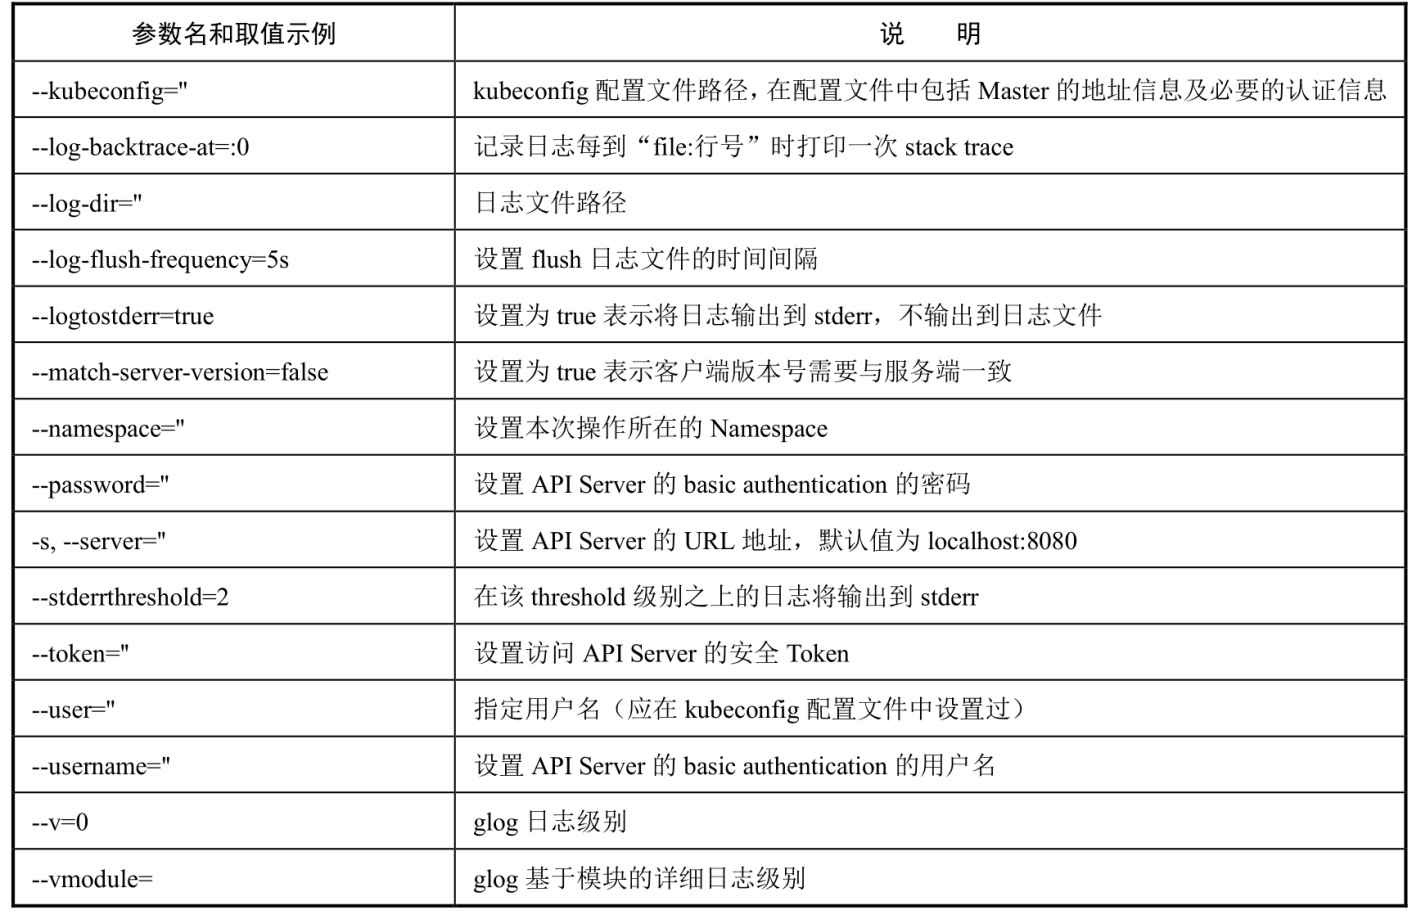 参数名和取值示例 说 明
--kubeconfig='' kubeconfig 配置文件路径，在配置文件中包括 Master 的地址信息及必要的认证信息
--log-backtrace-at=:0 记录日志每到“file:行号”时打印一次 stack trace
--log-dir='' 日志文件路径
--log-flush-frequency=5s 设置 flush 日志文件的时间间隔
--logtostderr=true 设置为 true 表示将日志输出到 stderr，不输出到日志文件
--match-server-version=false 设置为 true 表示客户端版本号需要与服务端一致
--namespace='' 设置本次操作所在的 Namespace
--password='' 设置 API Server 的 basic authentication 的密码
-s, --server='' 设置 API Server 的 URL 地址，默认值为 localhost:8080
--stderrthreshold=2 在该 threshold 级别之上的日志将输出到 stderr
--token='' 设置访问 API Server 的安全 Token
--user='' 指定用户名（应在 kubeconfig 配置文件中设置过）
--username='' 设置 API Server 的 basic authentication 的用户名
--v=0 glog 日志级别
--vmodule= glog 基于模块的详细日志级别